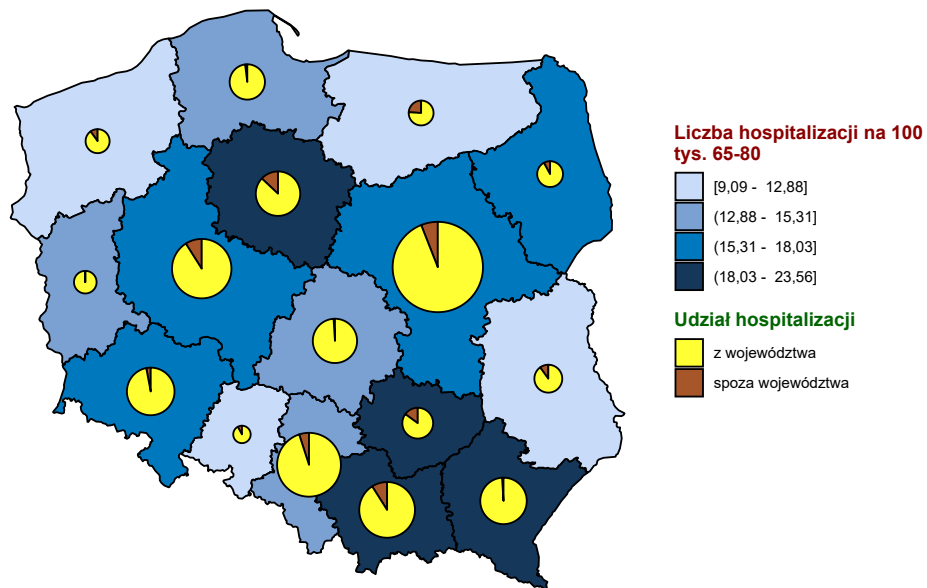 Liczba hospitalizacji na 100
tys. 65-80
[9,09 - 12,88]
(12,88 - 15,31]
(15,31 - 18,03]
(18,03 - 23,56]
Udział hospitalizacji
z województwa
spoza województwa